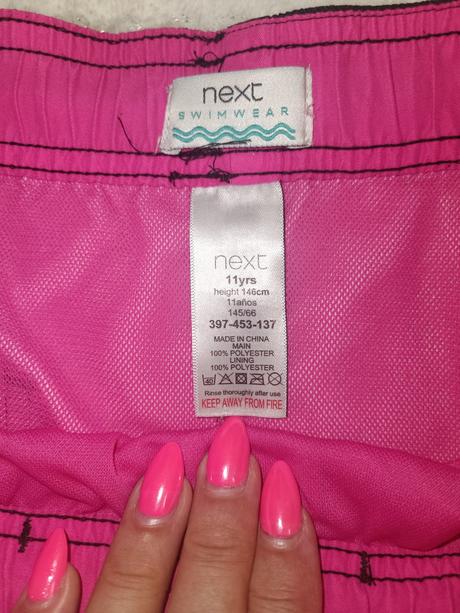 next
SWIMWEAR
next
11yrs
height 146cm
11años
145/66
397-453-137
MADE IN CHINA
MAIN
100% POLYESTER
LINING
100% POLYESTER
40
Rinse thoroughly after use
KEEP AWAY FROM FIRE